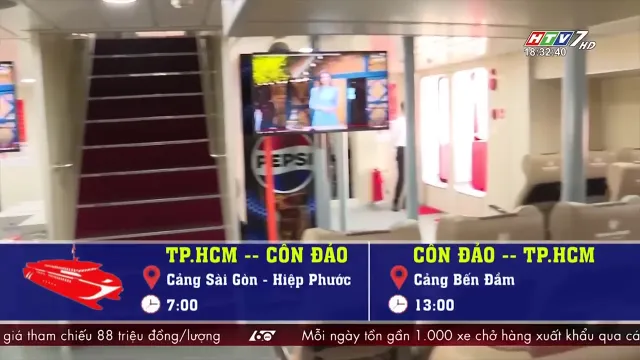 HTV7 HD
18:32:40
PEPSI
TP.HCM -- CÔN ĐÁO
Cảng Sài Gòn - Hiệp Phước
7:00
CÔN ĐÁO -- TP.HCM
Cảng Bến Đầm
13:00
giá tham chiếu 88 triệu đồng/lượng
Mỗi ngày tồn gần 1.000 xe chở hàng xuất khẩu qua cá